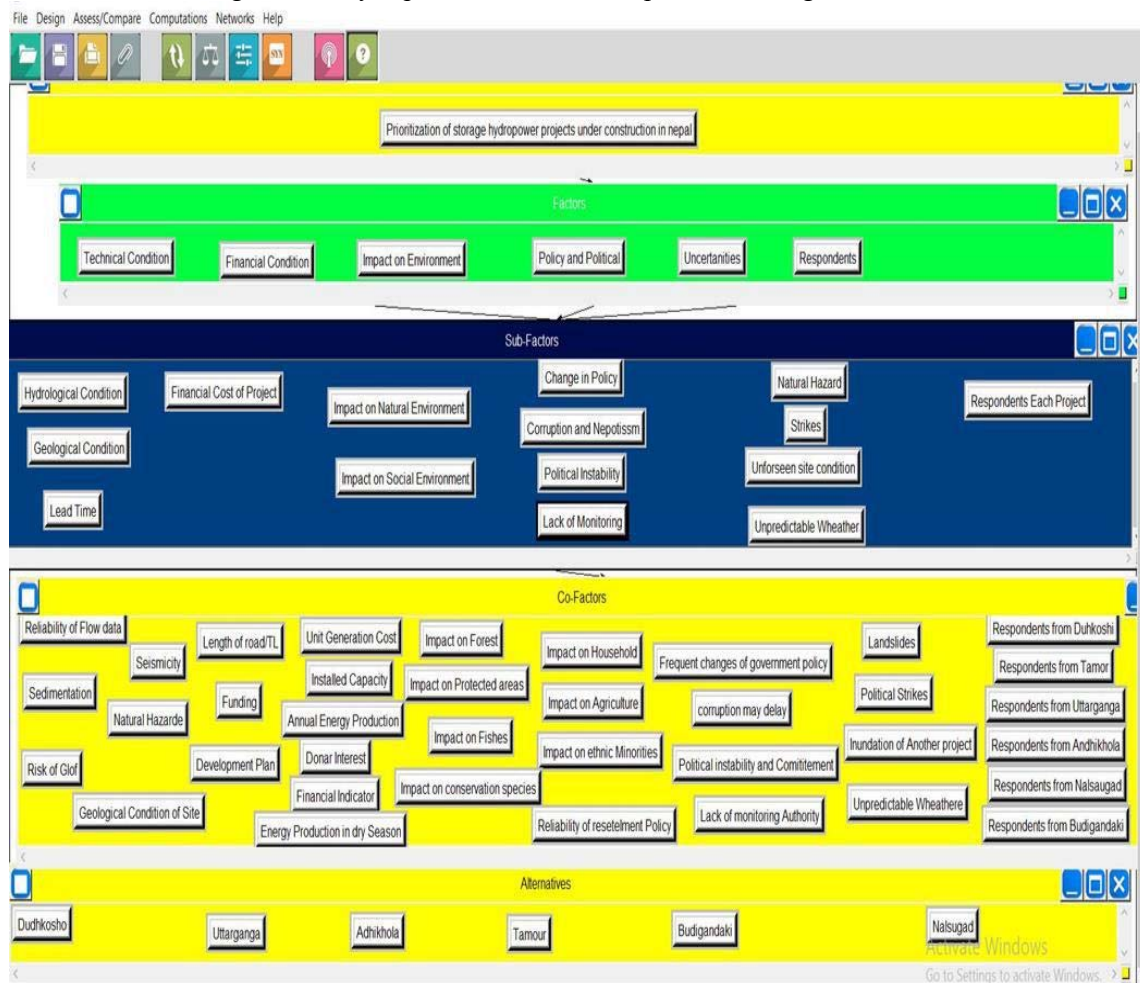 File Design Assess/Compare Computations Networks Help
SYN
Prioritization of storage hydropower projects under construction in nepal
Factors
Technical Condition
Financial Condition
Impact on Environment
Policy and Political
Uncertanities
Respondents
Sub-Factors
Hydrological Condition
Geological Condition
Lead Time
Financial Cost of Project
Impact on Natural Environment
Impact on Social Environment
Change in Policy
Corruption and Nepotissm
Political Instability
Lack of Monitoring
Natural Hazard
Strikes
Unforseen site condition
Unpredictable Wheather
Respondents Each Project
Co-Factors
Reliability of Flow data
Sedimentation
Risk of Glof
Seismicity
Natural Hazarde
Geological Condition of Site
Length of road/TL
Funding
Development Plan
Unit Generation Cost
Installed Capacity
Annual Energy Production
Donar Interest
Financial Indicator
Energy Production in dry Season
Impact on Forest
Impact on Protected areas
Impact on Fishes
Impact on conservation species
Impact on Household
Impact on Agriculture
Impact on ethnic Minorities
Reliability of resetelment Policy
Frequent changes of government policy
corruption may delay
Political instability and Comititement
Lack of monitoring Authority
Landslides
Political Strikes
Inundation of Another project
Unpredictable Wheathere
Respondents from Duhkoshi
Respondents from Tamor
Respondents from Uttarganga
Respondents from Andhikhola
Respondents from Nalsaugad
Respondents from Budigandaki
Alternatives
Dudhkosho
Uttarganga
Adhikhola
Tamour
Budigandaki
Nalsugad
Activate Windows
Go to Settings to activate Windows.